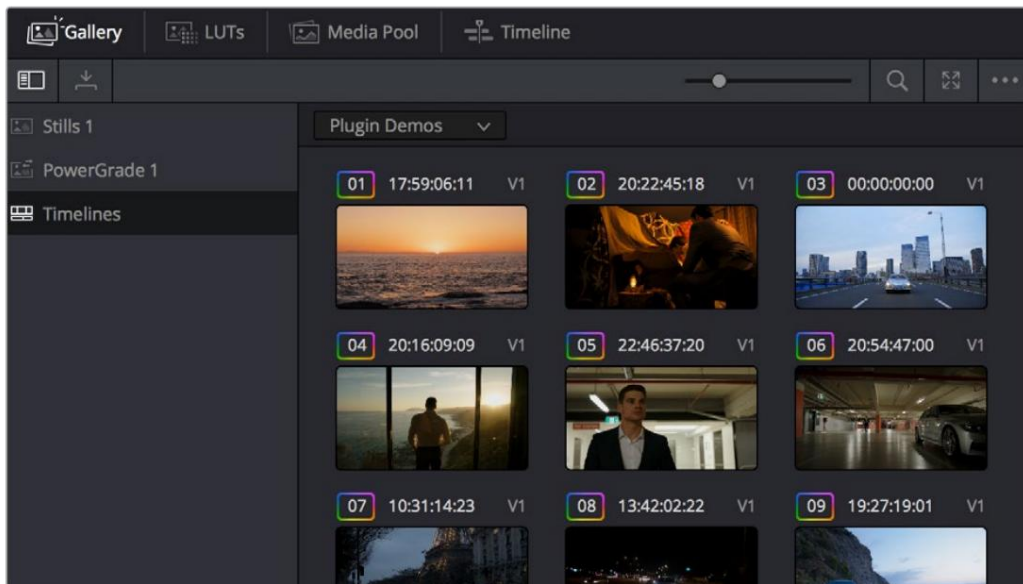 Gallery LUTs Media Pool Timeline
Stills 1
Plugin Demos
PowerGrade 1
Timelines
01 17:59:06:11 V1 02 20:22:45:18 V1 03 00:00:00:00 V1
04 20:16:09:09 V1 05 22:46:37:20 V1 06 20:54:47:00 V1
07 10:31:14:23 V1 08 13:42:02:22 V1 09 19:27:19:01 V1